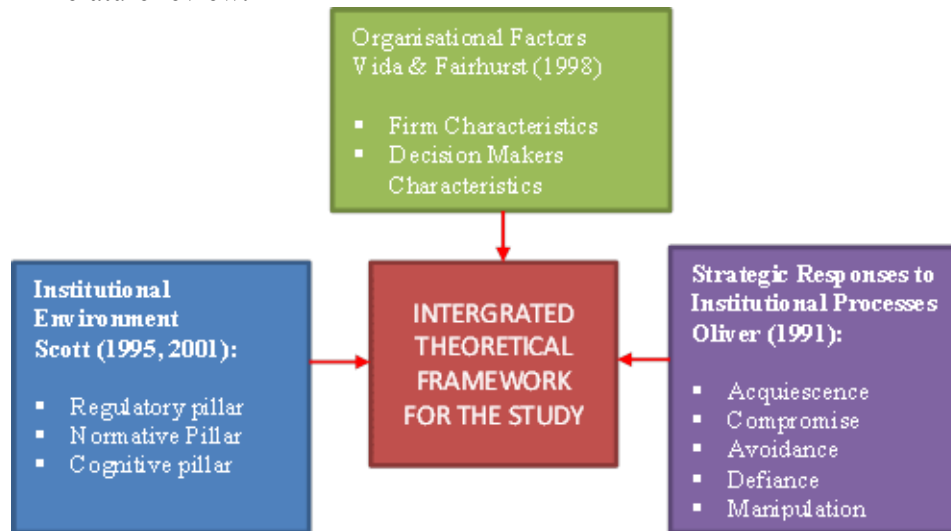 Organisational Factors
Vida & Fairhurst (1998)
▪ Firm Characteristics
▪ Decision Makers
Characteristics
Institutional
Environment
Scott (1995, 2001):
▪ Regulatory pillar
▪ Normative Pillar
▪ Cognitive pillar
INTERGRATED
THEORETICAL
FRAMEWORK
FOR THE STUDY
Strategic Responses to
Institutional Processes
Oliver (1991):
▪ Acquiescence
▪ Compromise
▪ Avoidance
▪ Defiance
▪ Manipulation